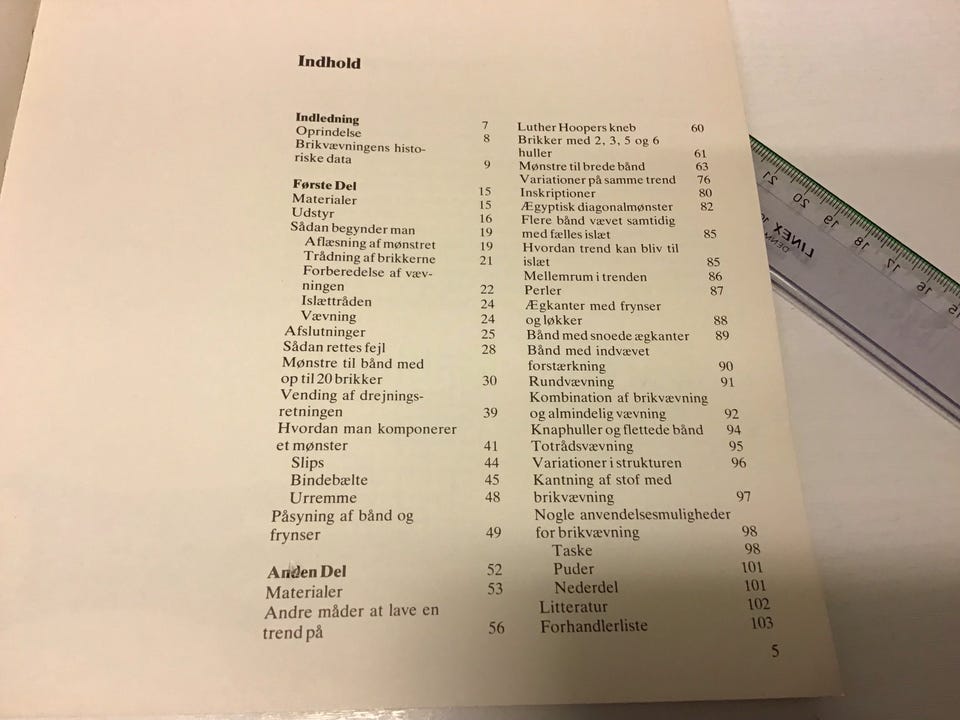 Indhold
Indledning 7
Oprindelse 8
Brikvævningens histo-
riske data 9
Første Del 15
Materialer 15
Udstyr 16
Sådan begynder man 19
Aflæsning af mønstret 19
Trådning af brikkerne 21
Forberedelse af væv-
ningen 22
Islættråden 24
Vævning 24
Afslutninger 25
Sådan rettes fejl 28
Mønstre til bånd med
op til 20 brikker 30
Vending af drejnings-
retningen 39
Hvordan man komponerer
et mønster 41
Slips 44
Bindebælte 45
Urremme 48
Påsyning af bånd og
frynser 49
Anden Del 52
Materialer 53
Andre måder at lave en
trend på 56
Luther Hoopers kneb 60
Brikker med 2, 3, 5 og 6
huller 61
Mønstre til brede bånd 63
Variationer på samme trend 76
Inskriptioner 80
Ægyptisk diagonalmønster 82
Flere bånd vævet samtidig
med fælles islæt 85
Hvordan trend kan bliv til
islæt 85
Mellemrum i trenden 86
Perler 87
Ægkanter med frynser
og løkker 88
Bånd med snoede ægkanter 89
Bånd med indvævet
forstærkning 90
Rundvævning 91
Kombination af brikvævning
og almindelig vævning 92
Knaphuller og flettede bånd 94
Totrådsvævning 95
Variationer i strukturen 96
Kantning af stof med
brikvævning 97
Nogle anvendelsesmuligheder
for brikvævning 98
Taske 98
Puder 101
Nederdel 101
Litteratur 102
Forhandlerliste 103
5
21 20 19 18 17 16 15
LINEX